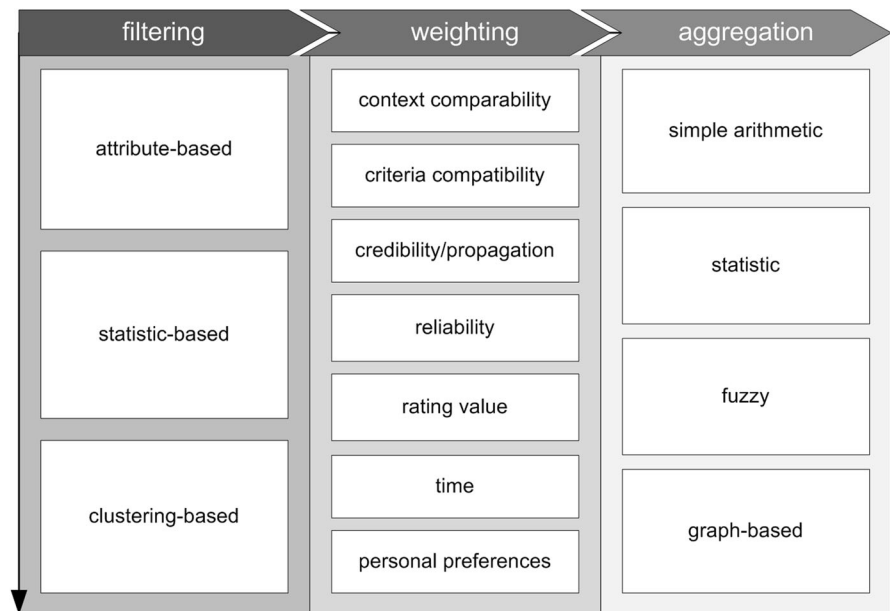 filtering
weighting
aggregation
attribute-based
statistic-based
clustering-based
context comparability
criteria compatibility
credibility/propagation
reliability
rating value
time
personal preferences
simple arithmetic
statistic
fuzzy
graph-based